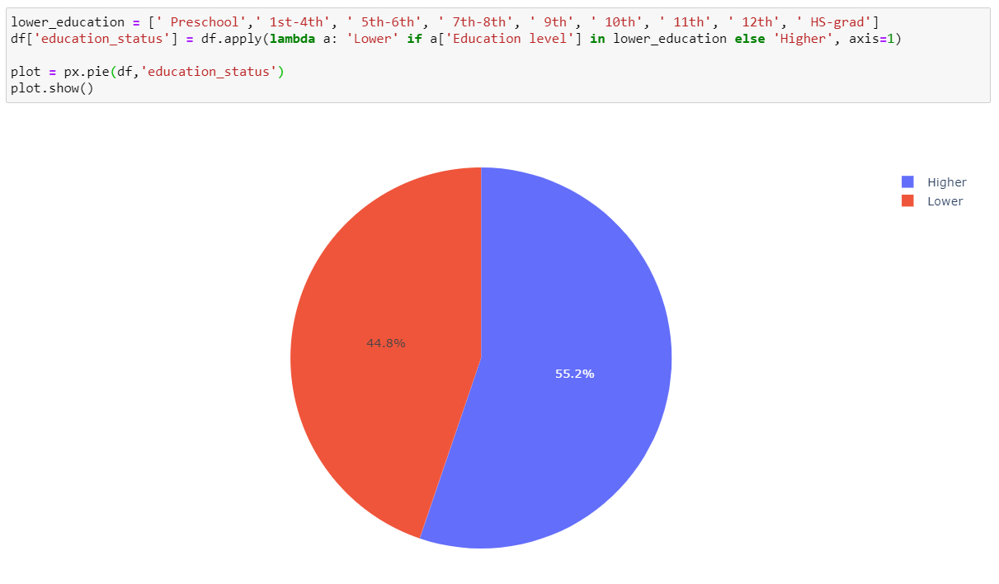 lower_education = [' Preschool',' 1st-4th', ' 5th-6th', ' 7th-8th', ' 9th', ' 10th', ' 11th', ' 12th', ' HS-grad']
df['education_status'] = df.apply(lambda a: 'Lower' if a['Education level'] in lower_education else 'Higher', axis=1)
plot = px.pie(df,'education_status')
plot.show()
Higher
Lower
44.8%
55.2%